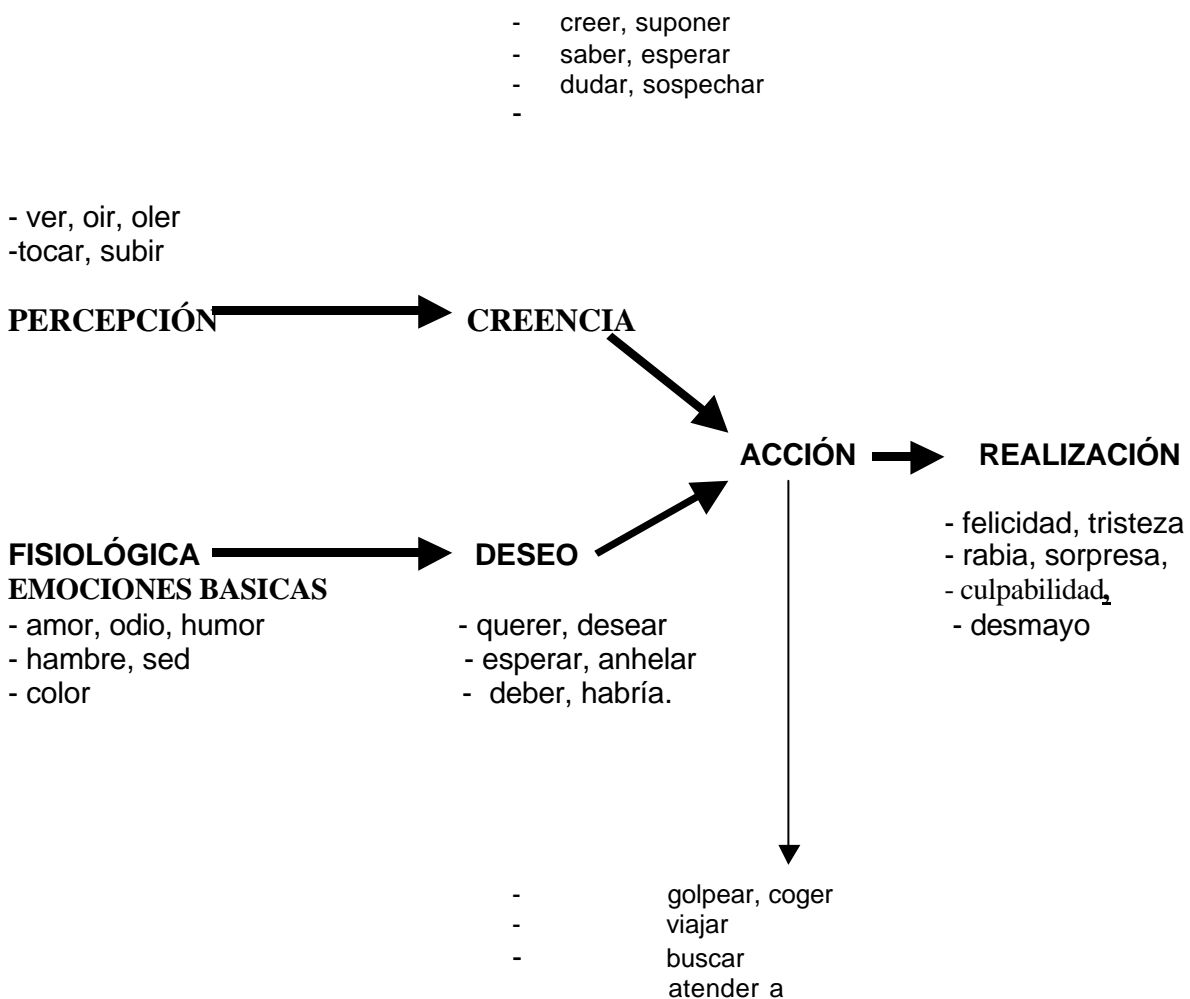 - creer, suponer
- saber, esperar
- dudar, sospechar
-
- ver, oir, oler
-tocar, subir
PERCEPCIÓN CREENCIA
ACCIÓN REALIZACIÓN
- felicidad, tristeza
- rabia, sorpresa,
- culpabilidad,
- desmayo
FISIOLÓGICA DESEO
EMOCIONES BASICAS
- amor, odio, humor - querer, desear
- hambre, sed - esperar, anhelar
- color - deber, habría.
- golpear, coger
- viajar
- buscar
atender a